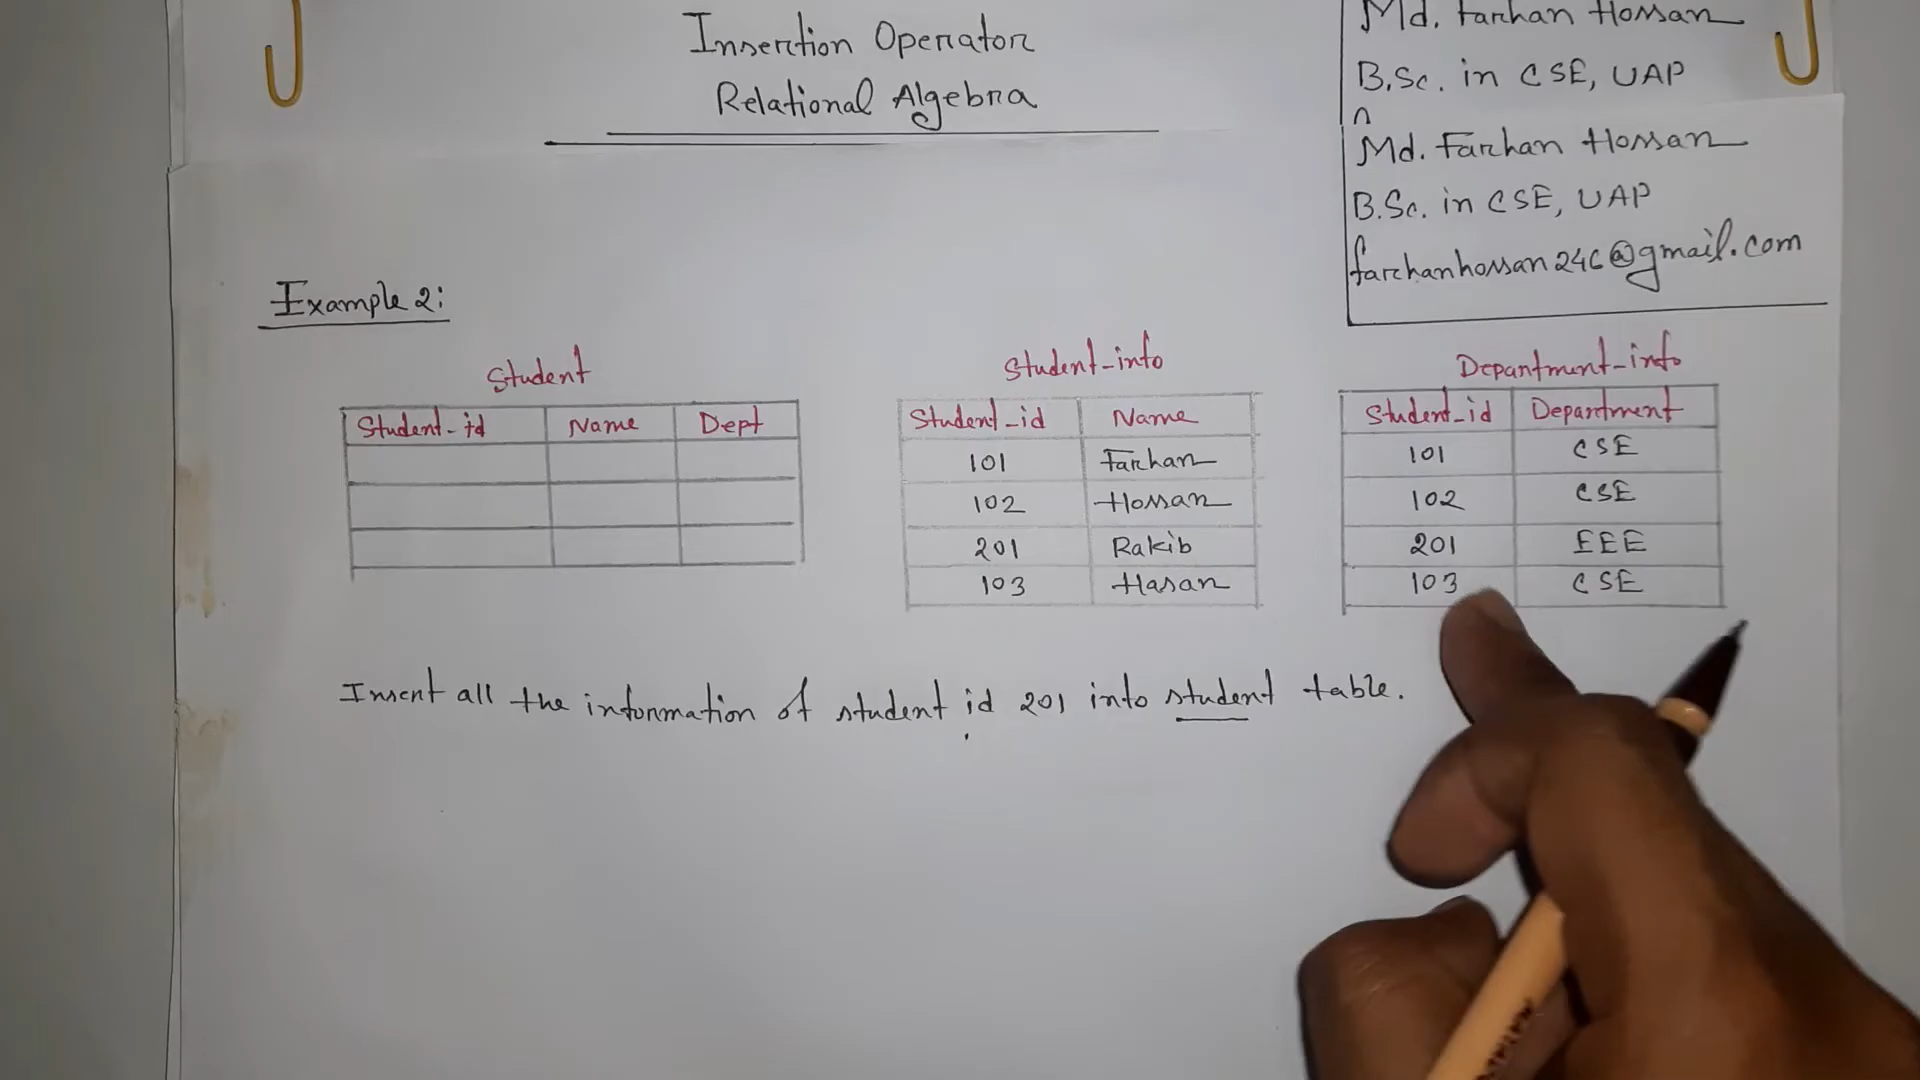 Insertion Operator
Relational Algebra
Md. Farhan Hossan
B.Sc. in CSE, UAP
Md. Farhan Hossan
B.Sc. in CSE, UAP
farhanhossan246@gmail.com
Example 2:
Student
Student-id Name Dept
Student-info
Student_id Name
101 Farhan
102 Hossan
201 Rakib
103 Hasan
Department-info
Student_id Department
101 CSE
102 CSE
201 EEE
103 CSE
Insert all the information of student id 201 into student table.